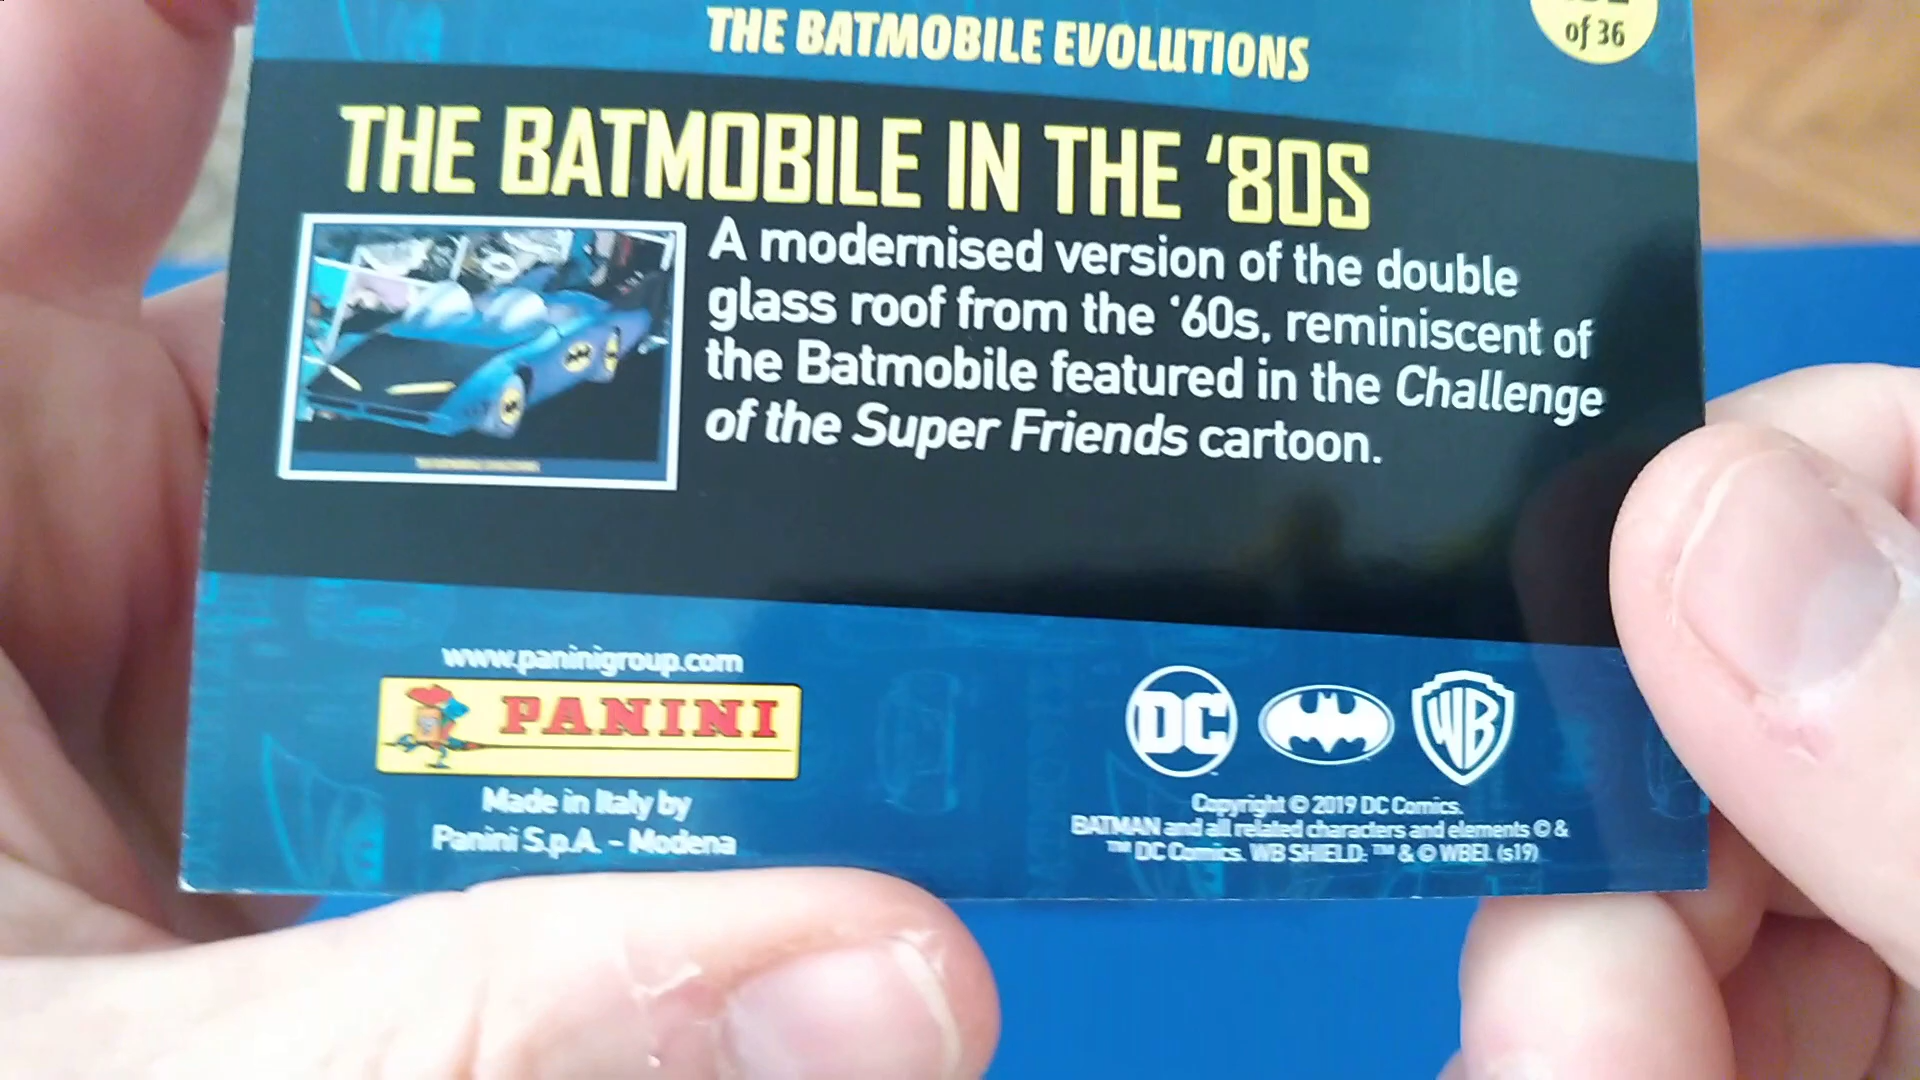 THE BATMOBILE EVOLUTIONS
of 36
THE BATMOBILE IN THE ‘80S
A modernised version of the double
glass roof from the ‘60s, reminiscent of
the Batmobile featured in the Challenge
of the Super Friends cartoon.
www.paninigroup.com
PANINI
Made in Italy by
Panini S.p.A. – Modena
DC
WB
Copyright © 2019 DC Comics.
BATMAN and all related characters and elements © &
™ DC Comics. WB SHIELD: ™ & © WBEI. (s19)